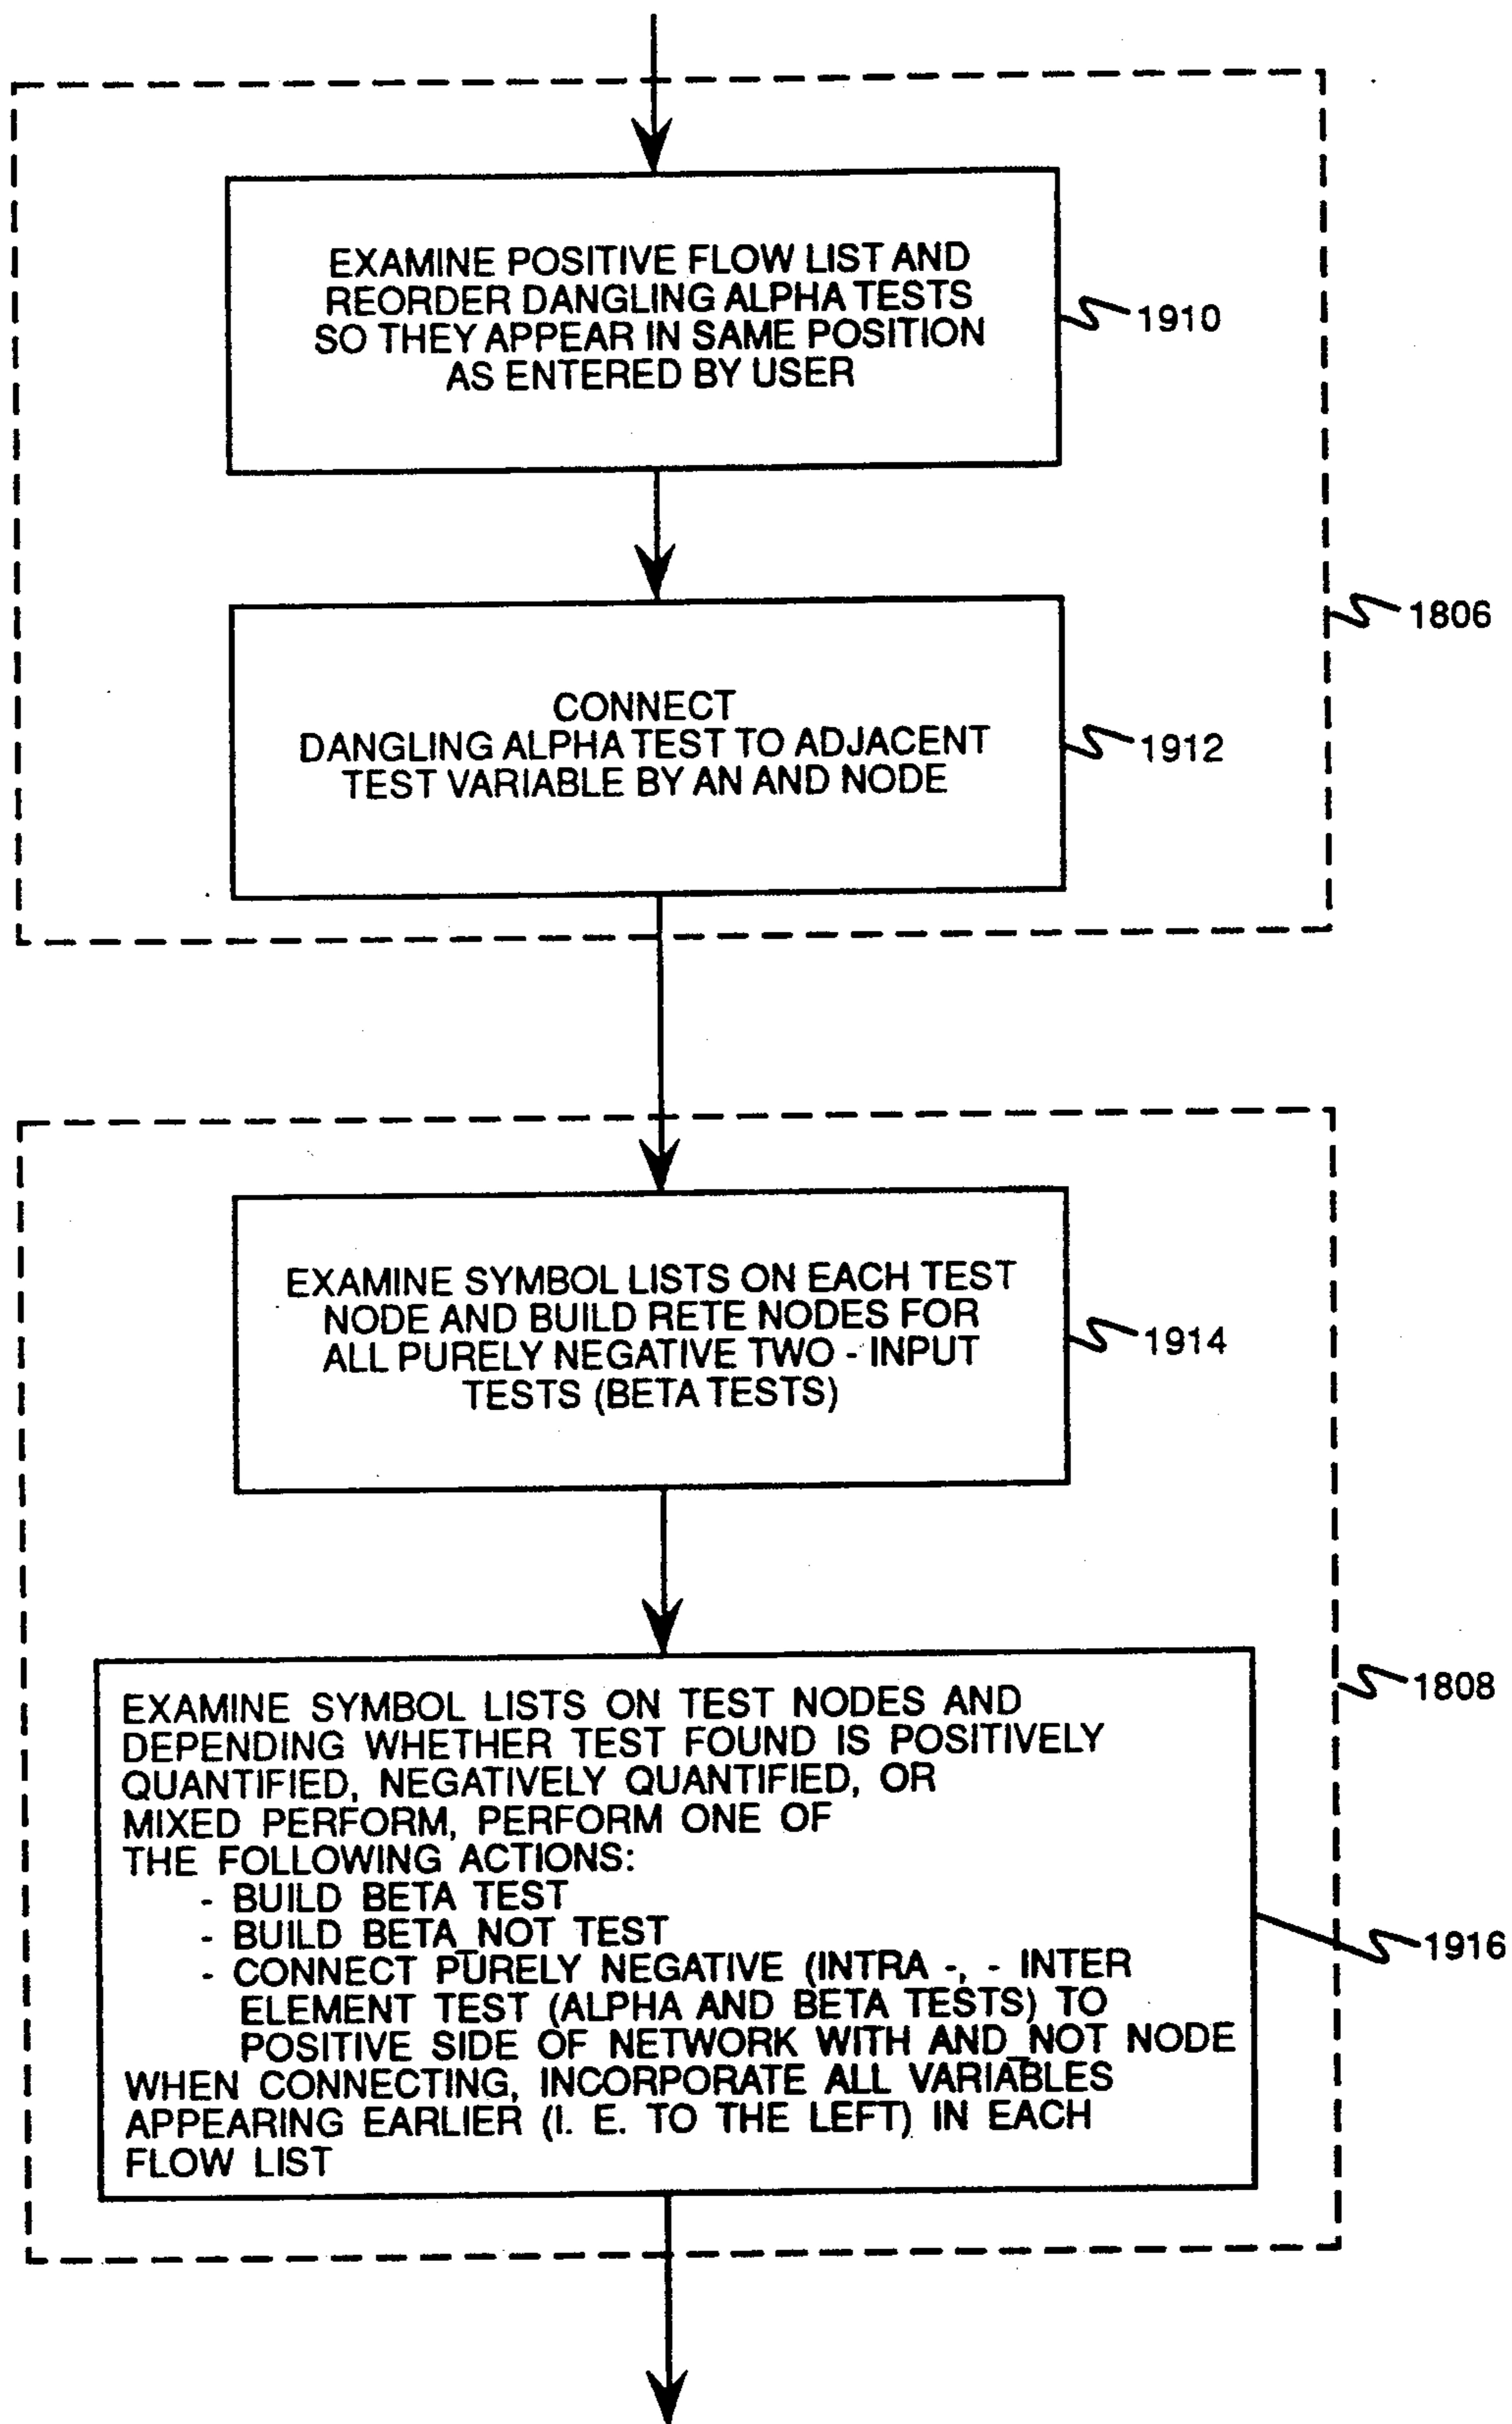 EXAMINE POSITIVE FLOW LIST AND
REORDER DANGLING ALPHA TESTS
SO THEY APPEAR IN SAME POSITION
AS ENTERED BY USER
1910
CONNECT
DANGLING ALPHA TEST TO ADJACENT
TEST VARIABLE BY AN AND NODE
1912
1806
EXAMINE SYMBOL LISTS ON EACH TEST
NODE AND BUILD RETE NODES FOR
ALL PURELY NEGATIVE TWO - INPUT
TESTS (BETA TESTS)
1914
EXAMINE SYMBOL LISTS ON TEST NODES AND
DEPENDING WHETHER TEST FOUND IS POSITIVELY
QUANTIFIED, NEGATIVELY QUANTIFIED, OR
MIXED PERFORM, PERFORM ONE OF
THE FOLLOWING ACTIONS:
- BUILD BETA TEST
- BUILD BETA_NOT TEST
- CONNECT PURELY NEGATIVE (INTRA -, - INTER
ELEMENT TEST (ALPHA AND BETA TESTS) TO
POSITIVE SIDE OF NETWORK WITH AND_NOT NODE
WHEN CONNECTING, INCORPORATE ALL VARIABLES
APPEARING EARLIER (I. E. TO THE LEFT) IN EACH
FLOW LIST
1808
1916